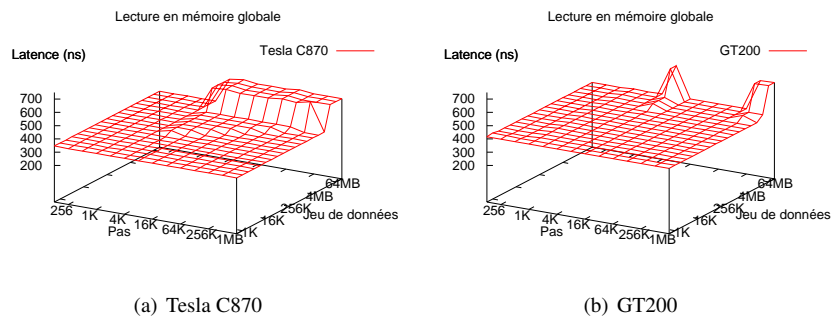 Lecture en mémoire globale
Tesla C870
Latence (ns)
700
600
500
400
300
200
256
1K
4K
16K
64K
256K
1MB
Pas
1K
16K
256K
4MB
64MB
Jeu de données
(a) Tesla C870
Lecture en mémoire globale
GT200
Latence (ns)
700
600
500
400
300
200
256
1K
4K
16K
64K
256K
1MB
Pas
1K
16K
256K
4MB
64MB
Jeu de données
(b) GT200